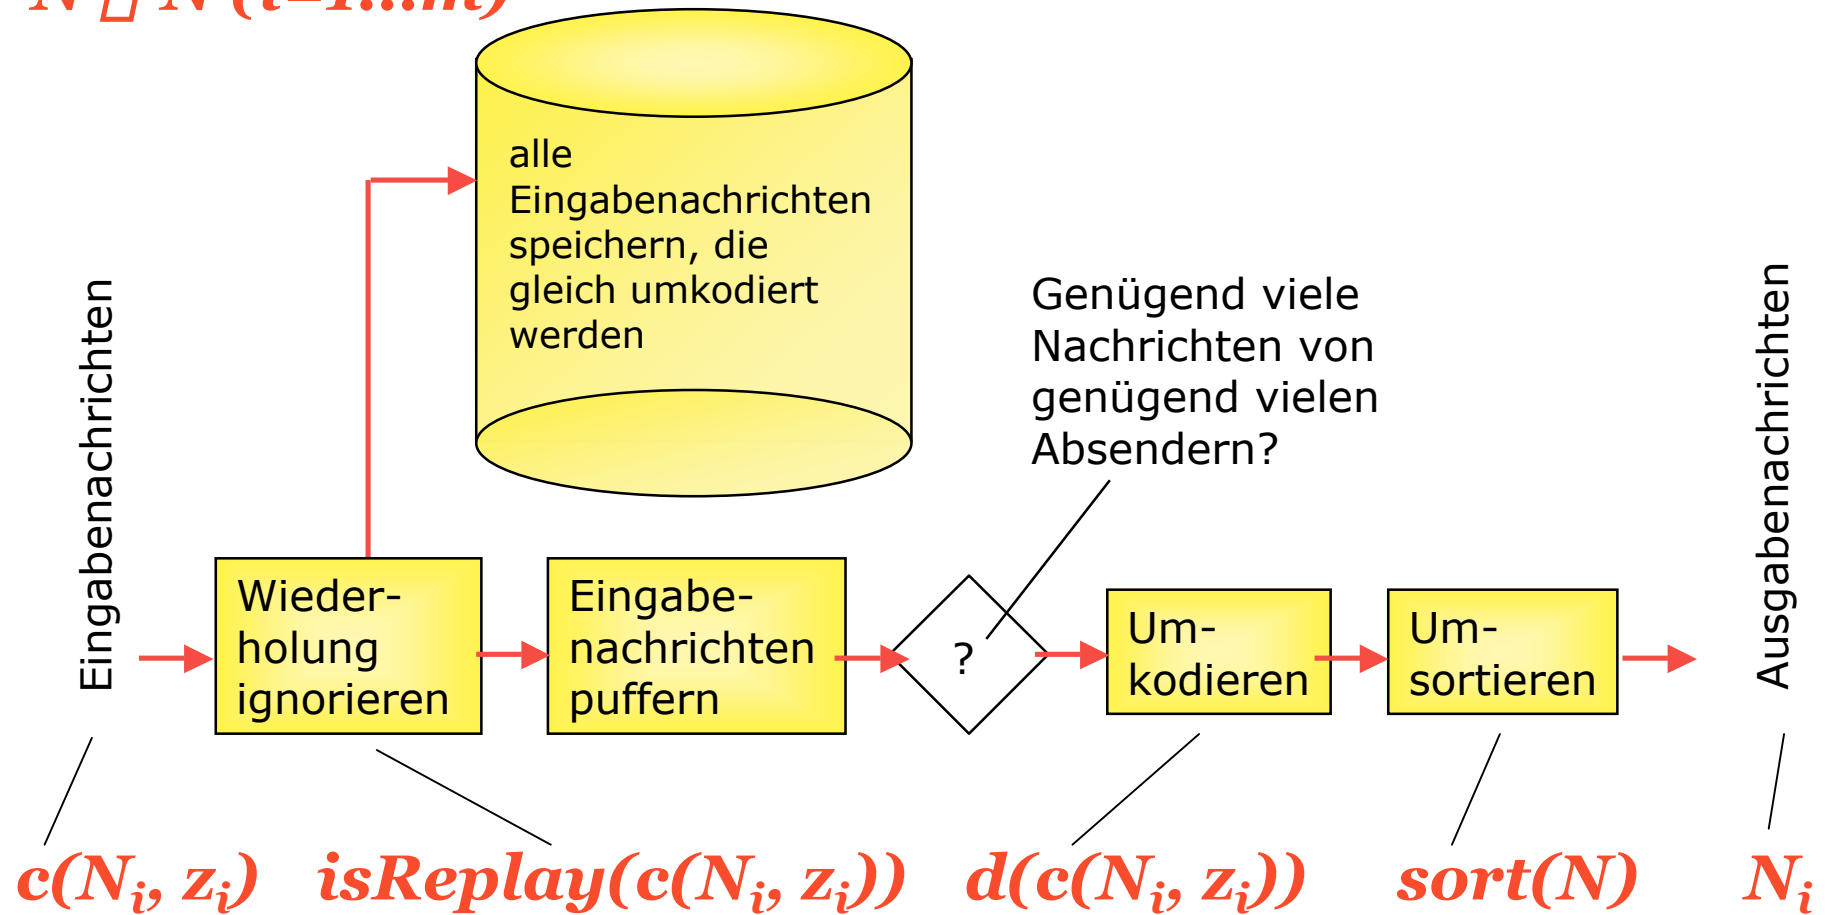 (i=1...m)
alle
Eingabenachrichten
speichern, die
gleich umkodiert
werden
Genügend viele
Nachrichten von
genügend vielen
Absendern?
Eingabenachrichten
Wieder-
holung
ignorieren
Eingabe-
nachrichten
puffern
?
Um-
kodieren
Um-
sortieren
Ausgabenachrichten
c(Nᵢ, zᵢ)
isReplay(c(Nᵢ, zᵢ))
d(c(Nᵢ, zᵢ))
sort(N)
Nᵢ